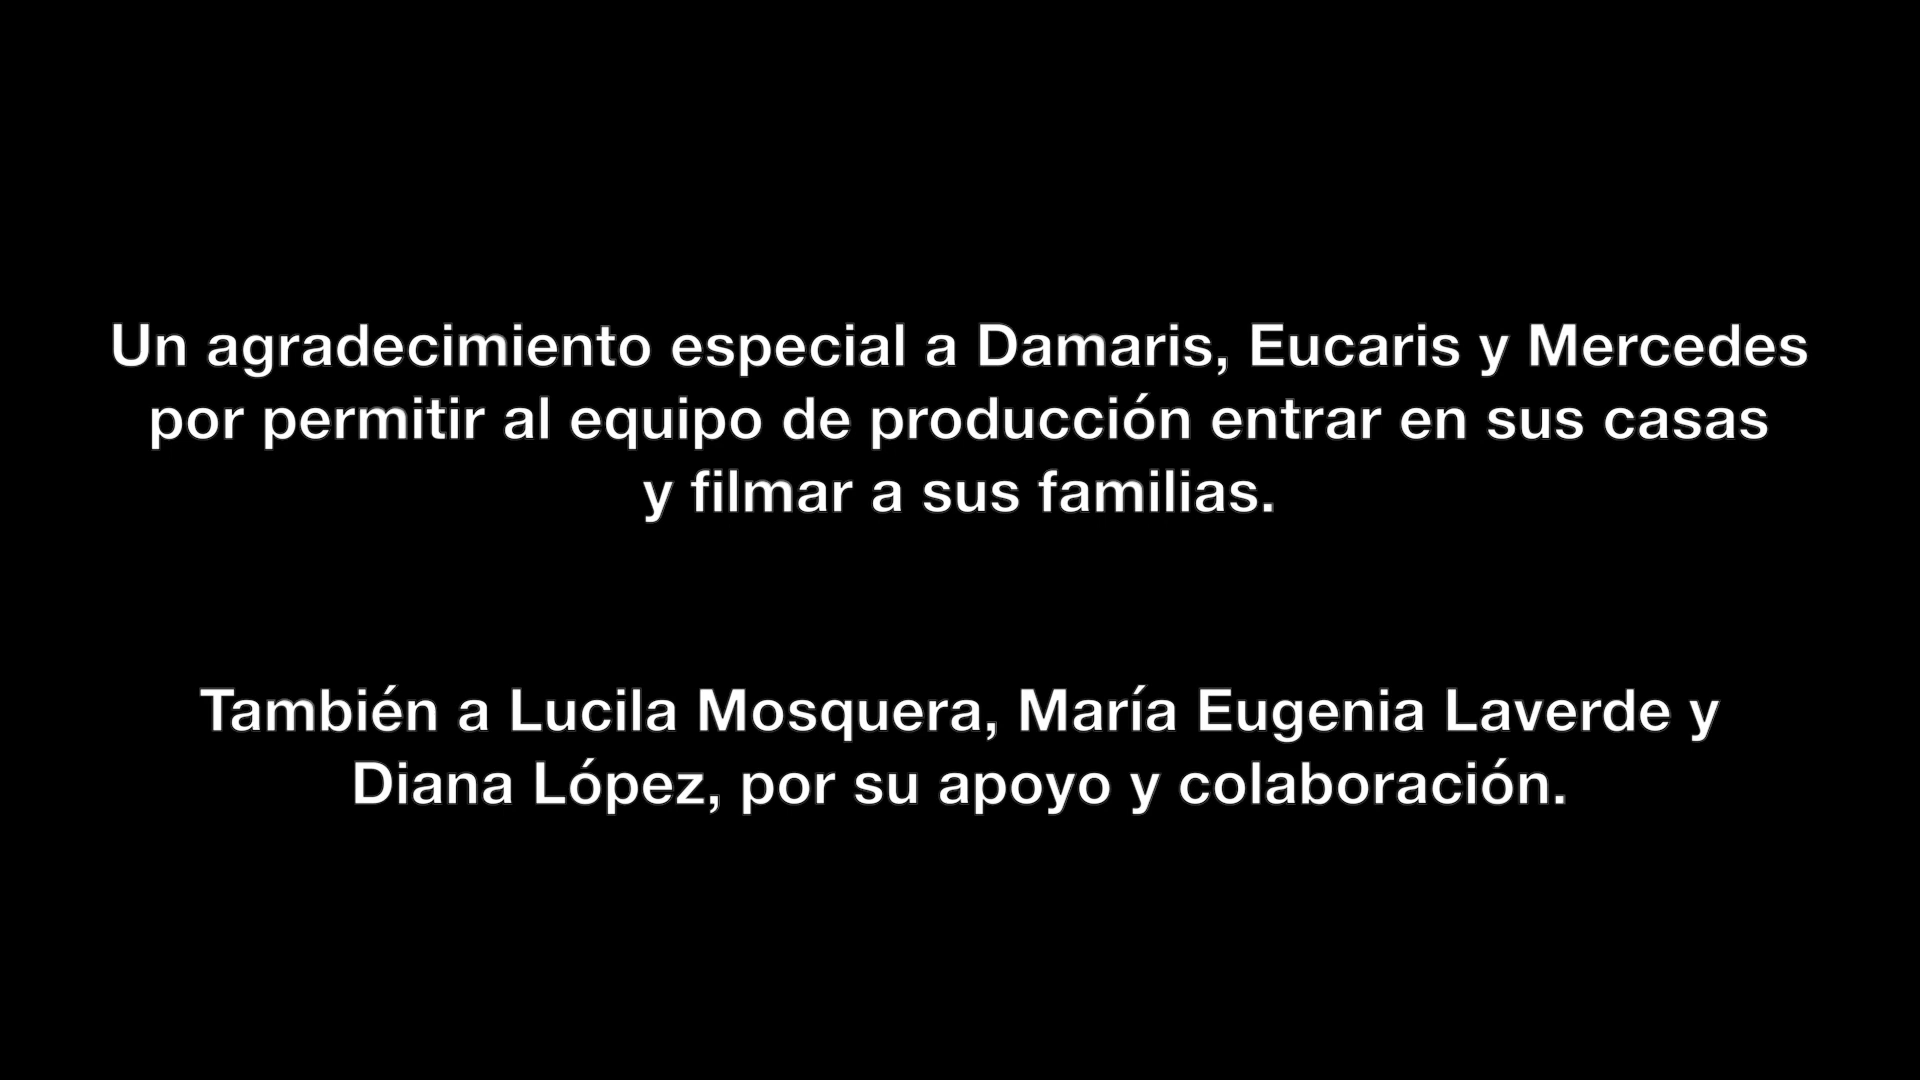 Un agradecimiento especial a Damaris, Eucaris y Mercedes
por permitir al equipo de producción entrar en sus casas
y filmar a sus familias.
También a Lucila Mosquera, María Eugenia Laverde y
Diana López, por su apoyo y colaboración.